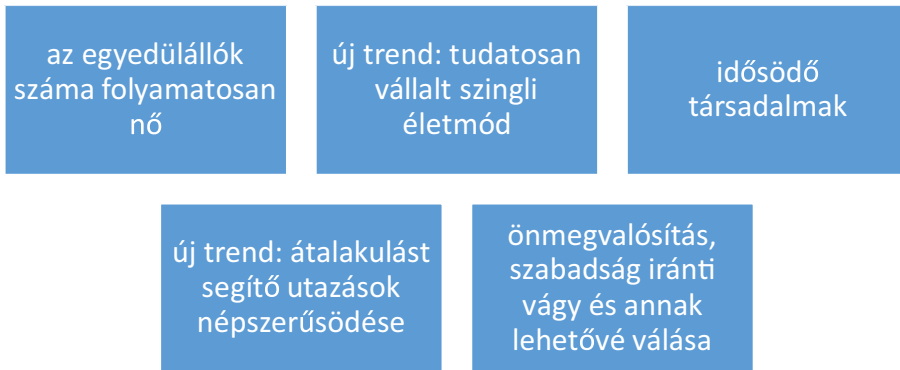 az egyedülállók
száma folyamatosan
nő
új trend: tudatosan
vállalt szingli
életmód
idősödő
társadalmak
új trend: átalakulást
segítő utazások
népszerűsödése
önmegvalósítás,
szabadság iránti
vágy és annak
lehetővé válása